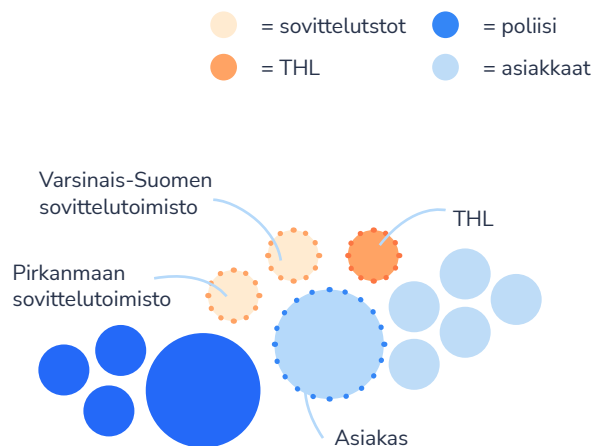 = sovittelutstot
= poliisi
= THL
= asiakkaat
Varsinais-Suomen
sovittelutoimisto
THL
Pirkanmaan
sovittelutoimisto
Asiakas